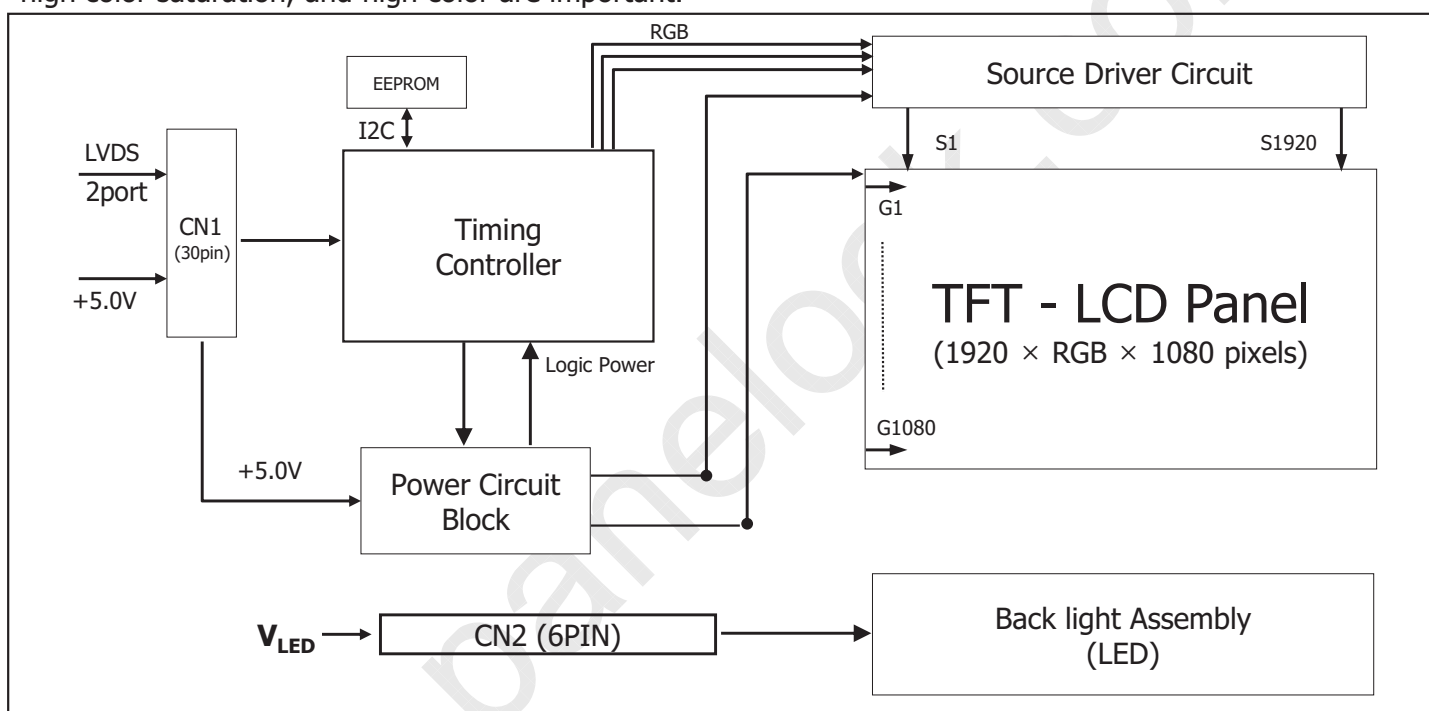 high color saturation, and high color are important.
RGB
EEPROM
I2C
LVDS
2port
CN1
(30pin)
+5.0V
Timing
Controller
Source Driver Circuit
S1
S1920
G1
TFT - LCD Panel
(1920 × RGB × 1080 pixels)
G1080
Logic Power
+5.0V
Power Circuit
Block
VLED
CN2 (6PIN)
Back light Assembly
(LED)